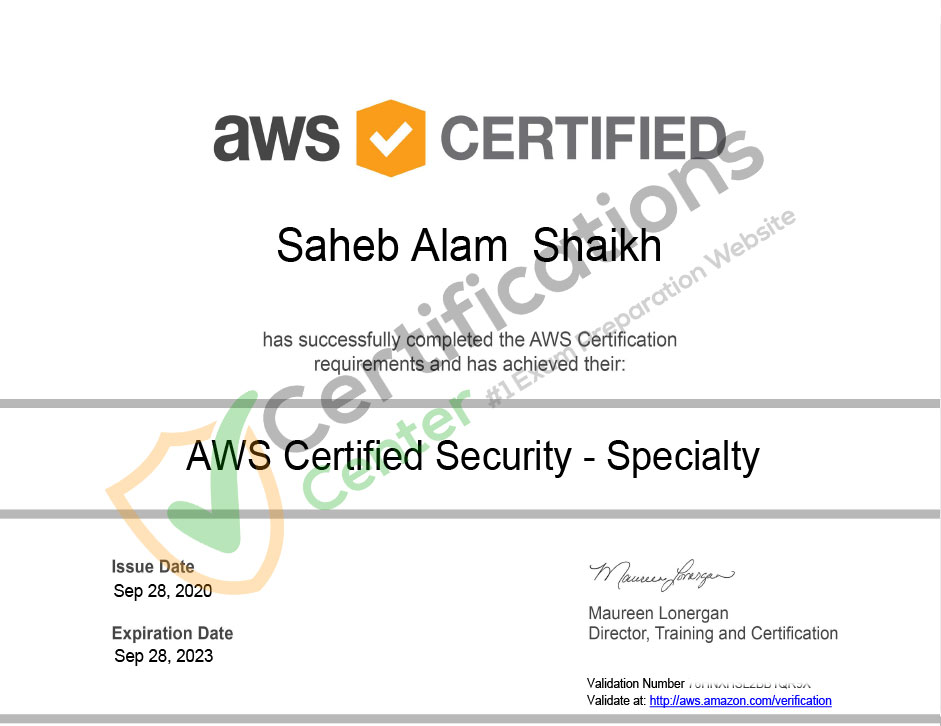 aws CERTIFIED
Saheb Alam Shaikh
has successfully completed the AWS Certification
requirements and has achieved their:
Certifications
Center
#1 Exam Preparation Website
AWS Certified Security - Specialty
Issue Date
Sep 28, 2020
Expiration Date
Sep 28, 2023
Maureen Lonergan
Maureen Lonergan
Director, Training and Certification
Validation Number
Validate at: http://aws.amazon.com/verification